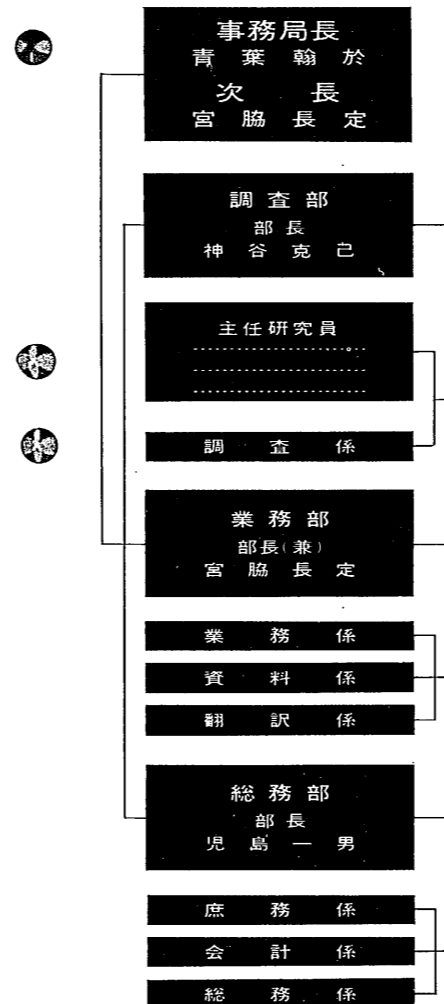 事務局長
青葉翰於
次長
宮脇長定
調査部
部長
神谷克己
主任研究員
調査係
業務部
部長(兼)
宮脇長定
業務係
資料係
翻訳係
総務部
部長
児島一男
庶務係
会計係
総務係